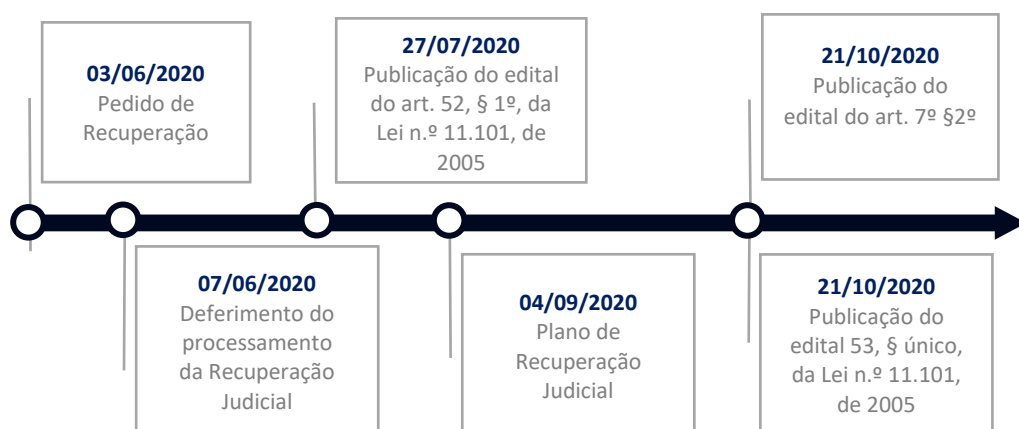 03/06/2020
Pedido de
Recuperação
27/07/2020
Publicação do edital
do art. 52, § 1º, da
Lei n.º 11.101, de
2005
21/10/2020
Publicação do
edital do art. 7º §2º
07/06/2020
Deferimento do
processamento
da Recuperação
Judicial
04/09/2020
Plano de
Recuperação
Judicial
21/10/2020
Publicação do
edital 53, § único,
da Lei n.º 11.101,
de 2005